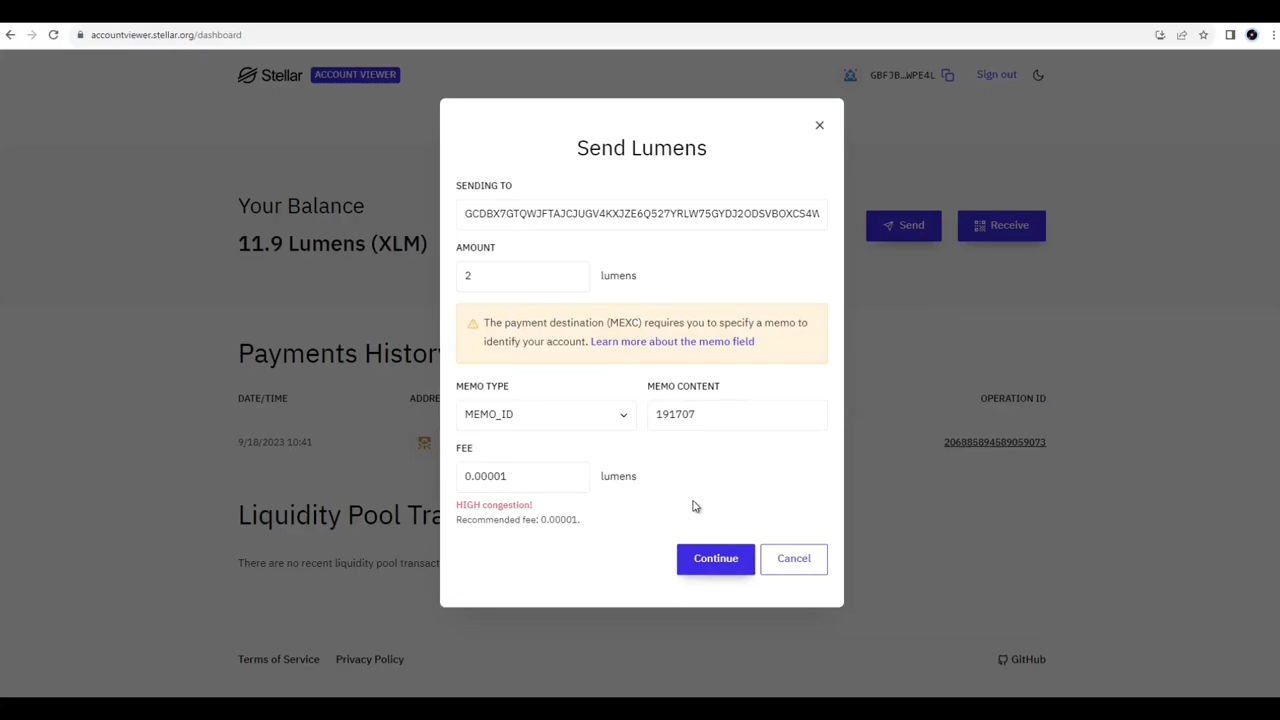 accountviewer.stellar.org/dashboard
Stellar ACCOUNT VIEWER
GBFJB…WPE4L
Sign out
Send Lumens
SENDING TO
GCDBX7GTQWJFTAJCJUGV4KXJZE6Q527YRLW75GYDJ2ODSVBOXCS4W
Your Balance
11.9 Lumens (XLM)
Send
Receive
AMOUNT
2 lumens
The payment destination (MEXC) requires you to specify a memo to
identify your account. Learn more about the memo field
Payments History
DATE/TIME
ADDRE
OPERATION ID
9/18/2023 10:41
206885894589059073
MEMO TYPE
MEMO CONTENT
MEMO_ID
191707
FEE
0.00001 lumens
HIGH congestion!
Recommended fee: 0.00001.
Liquidity Pool Tra
There are no recent liquidity pool transact
Continue
Cancel
Terms of Service
Privacy Policy
GitHub